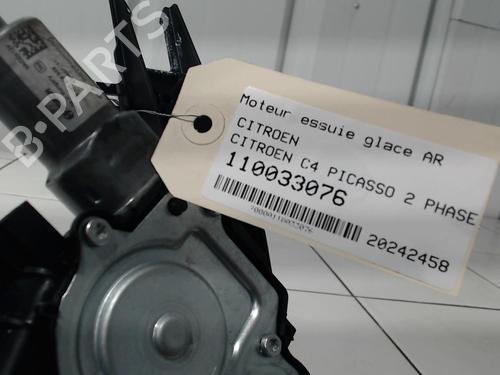 B-PARTS
Moteur essuie glace AR
CITROEN
CITROEN C4 PICASSO 2 PHASE
110033076
20242458